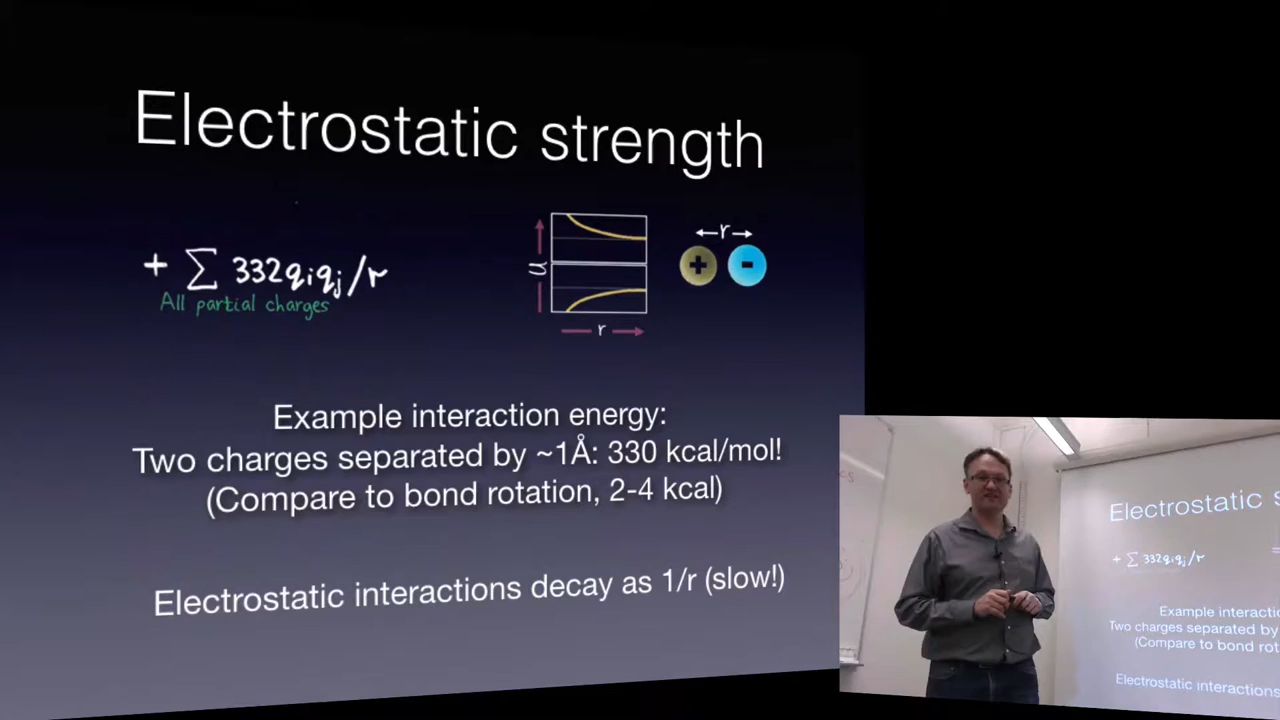 Electrostatic strength
+ ∑ 332qᵢqⱼ/r
All partial charges
U
r
←r→
+
-
Example interaction energy:
Two charges separated by ~1Å: 330 kcal/mol!
(Compare to bond rotation, 2-4 kcal)
Electrostatic interactions decay as 1/r (slow!)
Electrostatic s
+ ∑ 332qᵢqⱼ/r
Example interactio
Two charges separated by
(Compare to bond rot
Electrostatic interactions